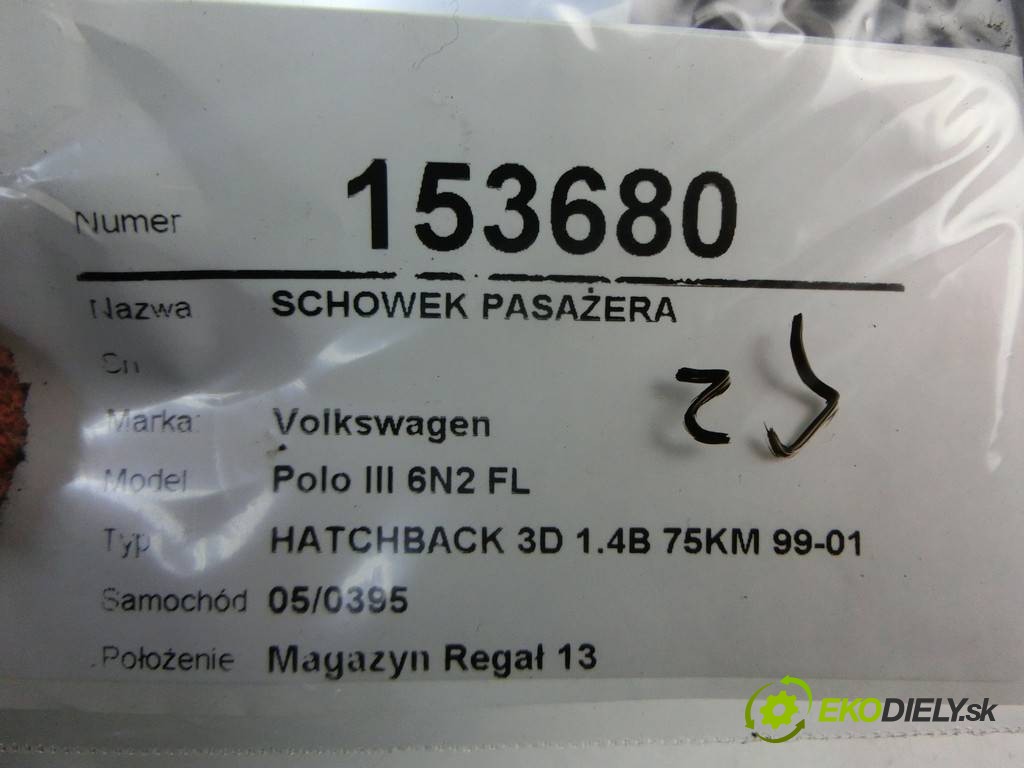 Numer 153680
Nazwa SCHOWEK PASAŻERA
Marka: Volkswagen
Model Polo III 6N2 FL
Typ HATCHBACK 3D 1.4B 75KM 99-01
Samochód 05/0395
Położenie Magazyn Regał 13
EKODIELY.sk